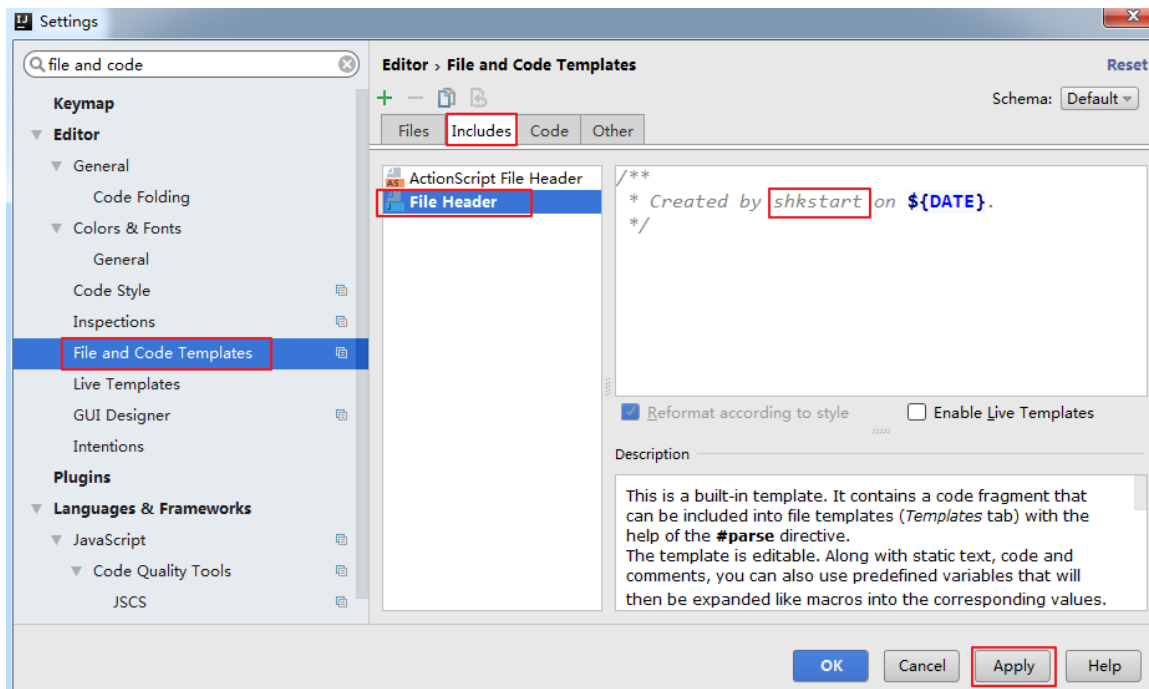 Settings
file and code
Keymap
Editor
General
Code Folding
Colors & Fonts
General
Code Style
Inspections
File and Code Templates
Live Templates
GUI Designer
Intentions
Plugins
Languages & Frameworks
JavaScript
Code Quality Tools
JSCS
Editor › File and Code Templates
Reset
Schema: Default
Files Includes Code Other
ActionScript File Header
File Header
/**
* Created by shkstart on ${DATE}.
*/
Reformat according to style Enable Live Templates
Description
This is a built-in template. It contains a code fragment that
can be included into file templates (Templates tab) with the
help of the #parse directive.
The template is editable. Along with static text, code and
comments, you can also use predefined variables that will
then be expanded like macros into the corresponding values.
OK Cancel Apply Help